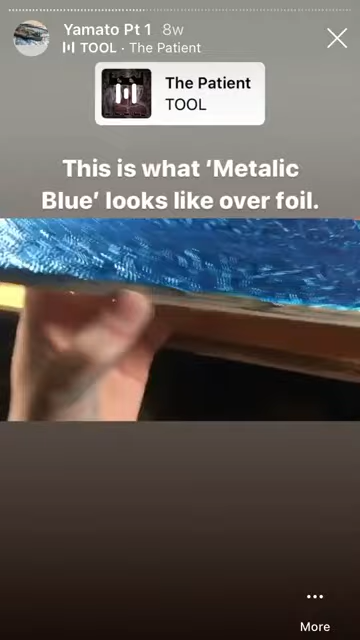 Yamato Pt 1 8w
TOOL · The Patient
The Patient
TOOL
This is what ‘Metalic
Blue’ looks like over foil.
More